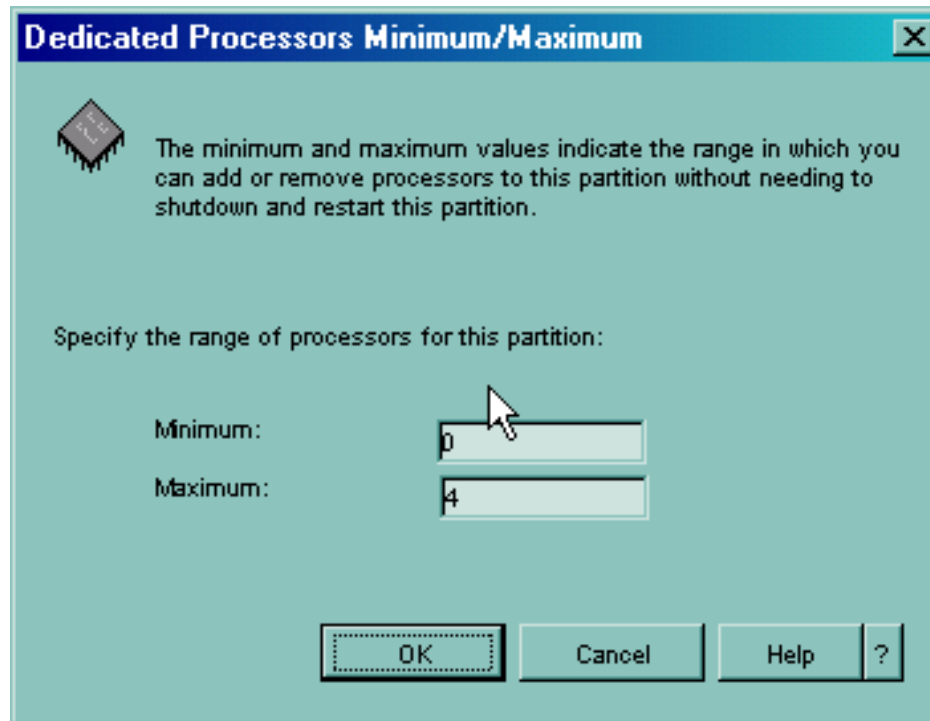 Dedicated Processors Minimum/Maximum
The minimum and maximum values indicate the range in which you
can add or remove processors to this partition without needing to
shutdown and restart this partition.
Specify the range of processors for this partition:
Minimum: 0
Maximum: 4
OK Cancel Help ?